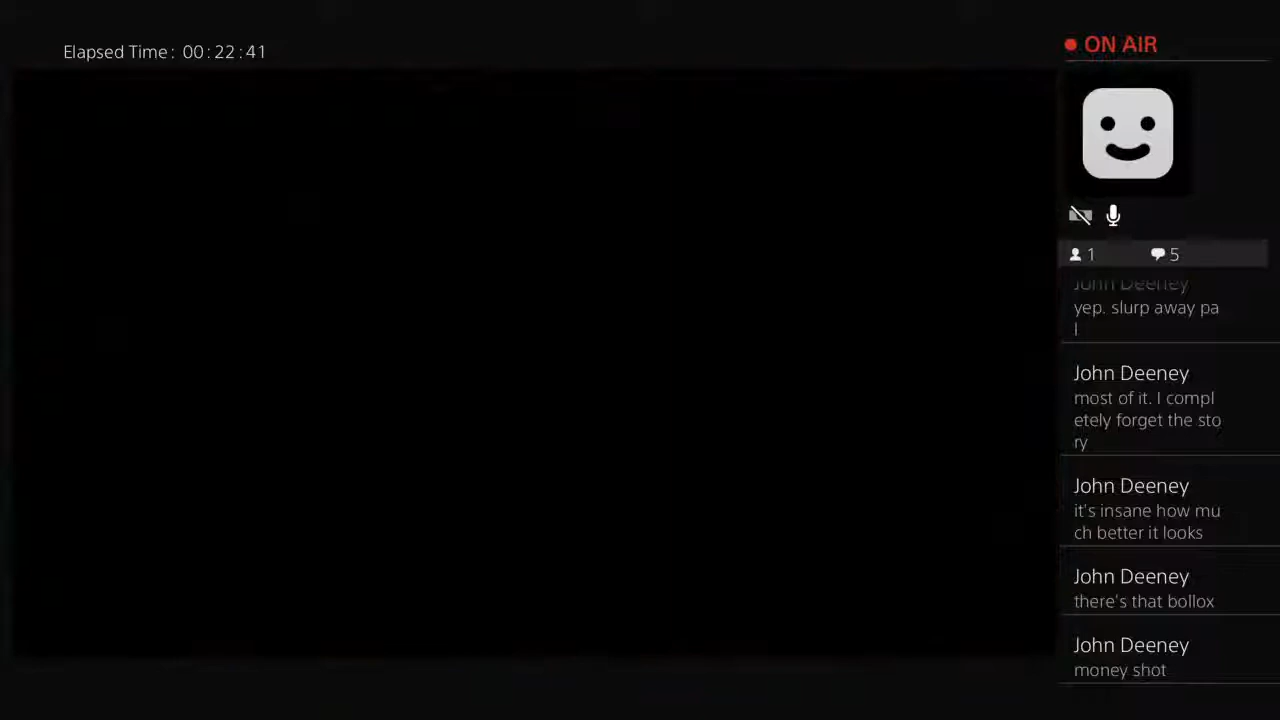 Elapsed Time: 00:22:41
ON AIR
1 5
John Deeney
yep. slurp away pa
l
John Deeney
most of it. I compl
etely forget the sto
ry
John Deeney
it's insane how mu
ch better it looks
John Deeney
there's that bollox
John Deeney
money shot